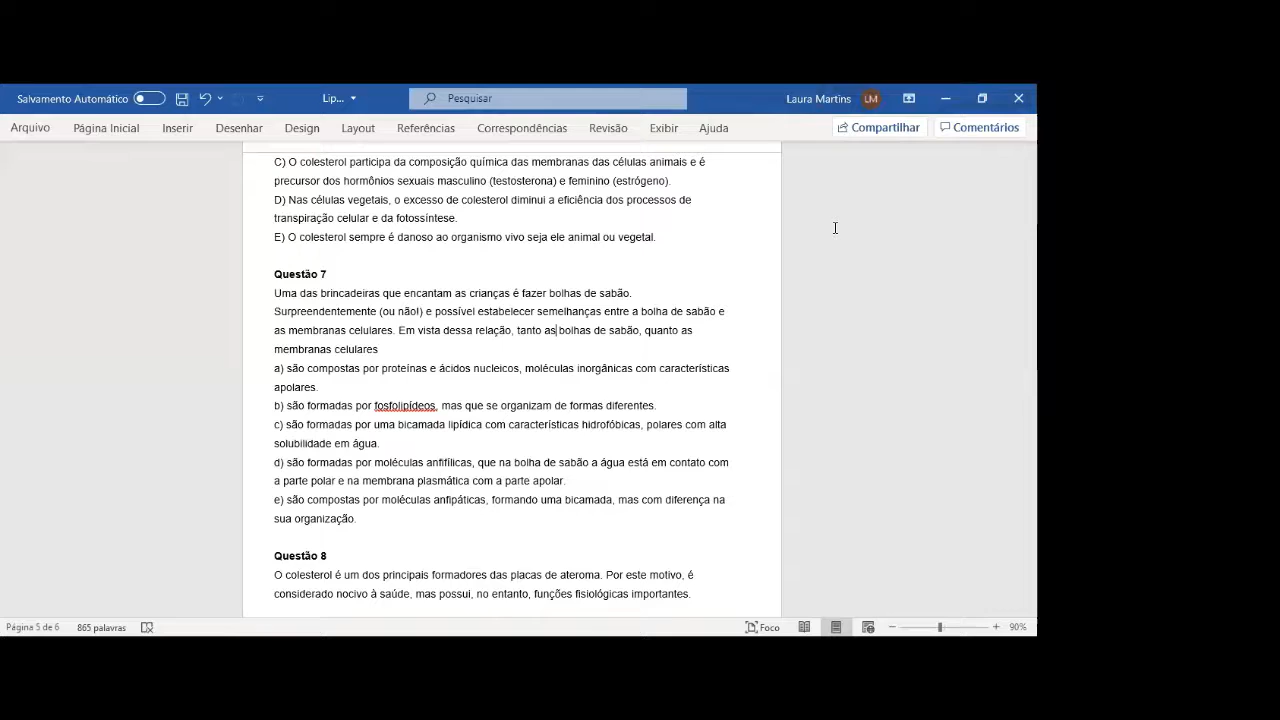 Salvamento Automático
Lip...
Pesquisar
Laura Martins
LM
Arquivo Página Inicial Inserir Desenhar Design Layout Referências Correspondências Revisão Exibir Ajuda Compartilhar Comentários
C) O colesterol participa da composição química das membranas das células animais e é
precursor dos hormônios sexuais masculino (testosterona) e feminino (estrógeno).
D) Nas células vegetais, o excesso de colesterol diminui a eficiência dos processos de
transpiração celular e da fotossíntese.
E) O colesterol sempre é danoso ao organismo vivo seja ele animal ou vegetal.
Questão 7
Uma das brincadeiras que encantam as crianças é fazer bolhas de sabão.
Surpreendentemente (ou não!) e possível estabelecer semelhanças entre a bolha de sabão e
as membranas celulares. Em vista dessa relação, tanto as bolhas de sabão, quanto as
membranas celulares
a) são compostas por proteínas e ácidos nucleicos, moléculas inorgânicas com características
apolares.
b) são formadas por fosfolipídeos, mas que se organizam de formas diferentes.
c) são formadas por uma bicamada lipídica com características hidrofóbicas, polares com alta
solubilidade em água.
d) são formadas por moléculas anfifílicas, que na bolha de sabão a água está em contato com
a parte polar e na membrana plasmática com a parte apolar.
e) são compostas por moléculas anfipáticas, formando uma bicamada, mas com diferença na
sua organização.
Questão 8
O colesterol é um dos principais formadores das placas de ateroma. Por este motivo, é
considerado nocivo à saúde, mas possui, no entanto, funções fisiológicas importantes.
Página 5 de 6 865 palavras Foco 90%